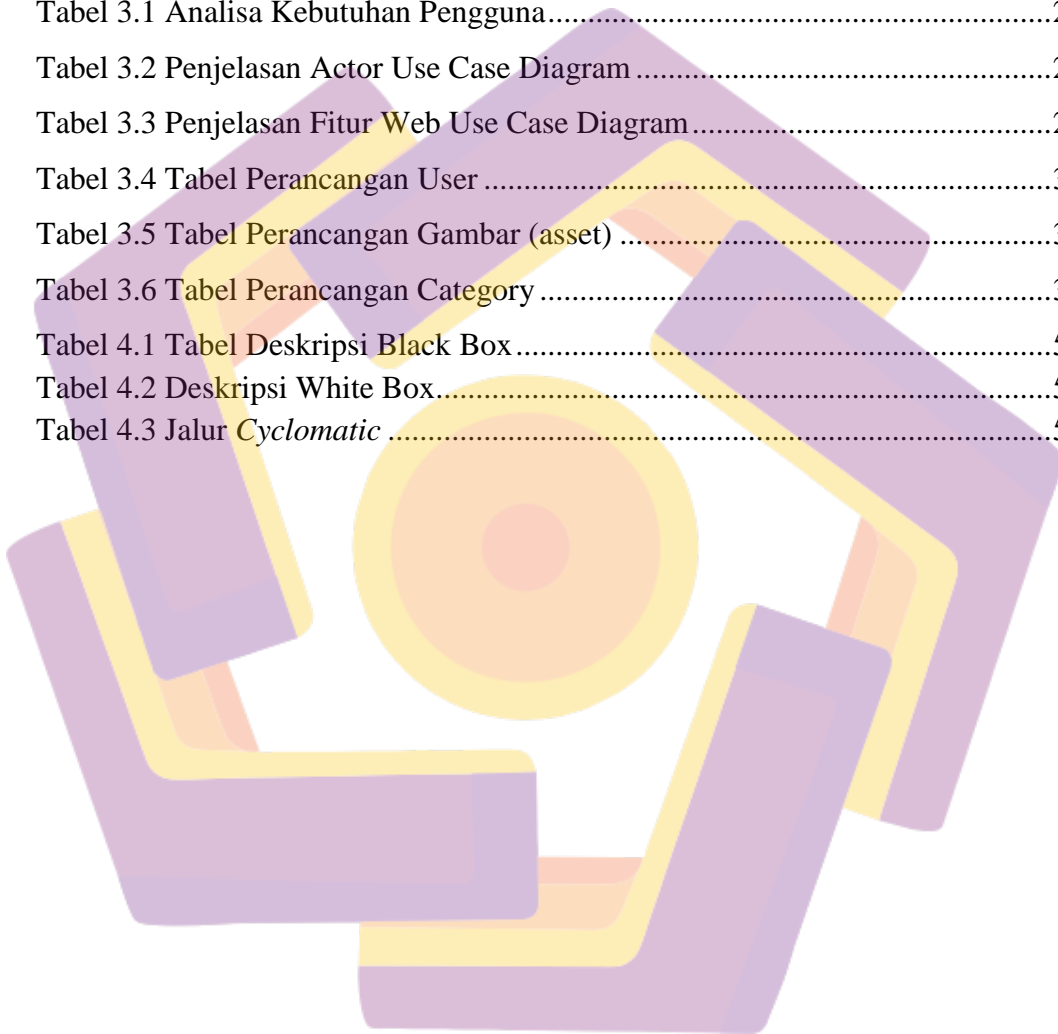 Tabel 3.1 Analisa Kebutuhan Pengguna
Tabel 3.2 Penjelasan Actor Use Case Diagram
Tabel 3.3 Penjelasan Fitur Web Use Case Diagram
Tabel 3.4 Tabel Perancangan User
Tabel 3.5 Tabel Perancangan Gambar (asset)
Tabel 3.6 Tabel Perancangan Category
Tabel 4.1 Tabel Deskripsi Black Box
Tabel 4.2 Deskripsi White Box
Tabel 4.3 Jalur Cyclomatic